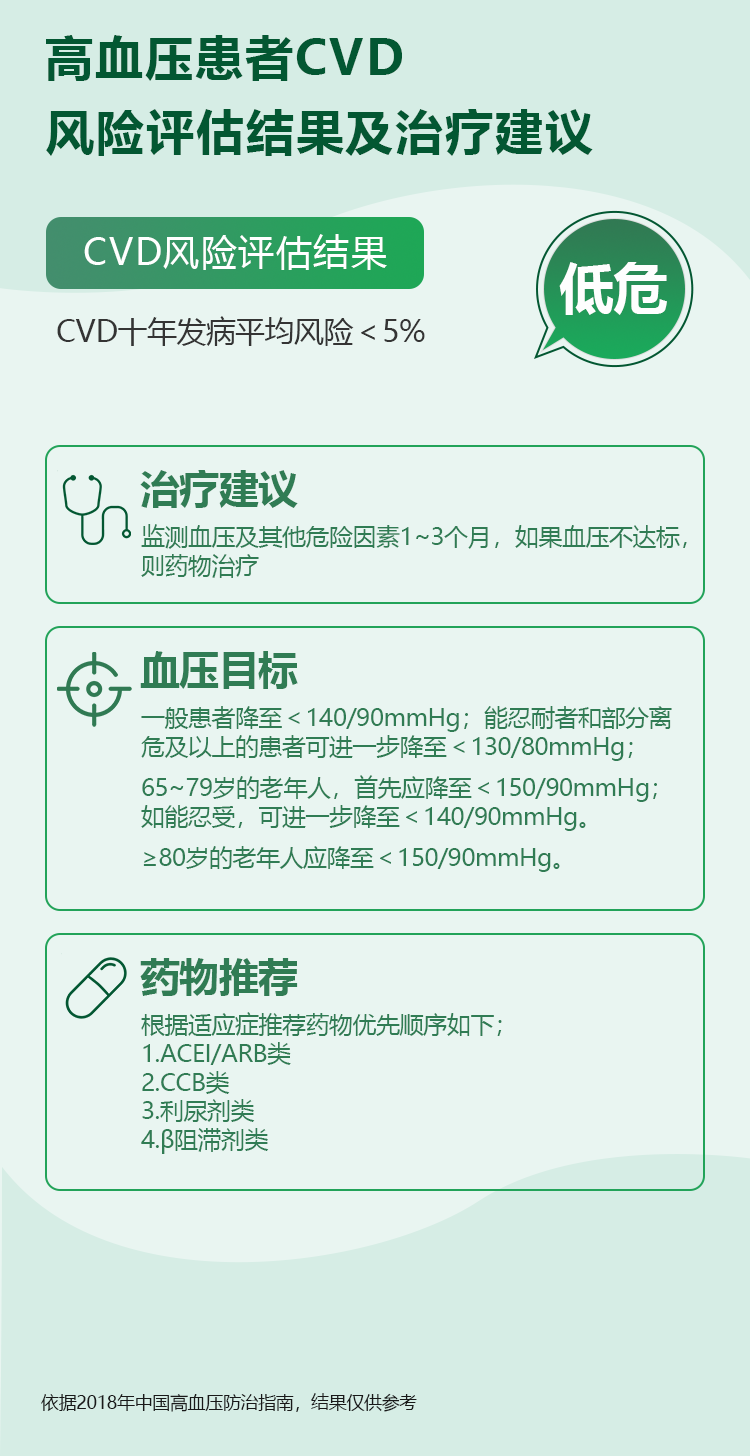 高血压患者CVD
风险评估结果及治疗建议
CVD风险评估结果
低危
CVD十年发病平均风险＜5%
治疗建议
监测血压及其他危险因素1~3个月，如果血压不达标，
则药物治疗
血压目标
一般患者降至＜140/90mmHg；能忍耐者和部分离
危及以上的患者可进一步降至＜130/80mmHg；
65~79岁的老年人，首先应降至＜150/90mmHg；
如能忍受，可进一步降至＜140/90mmHg。
≥80岁的老年人应降至＜150/90mmHg。
药物推荐
根据适应症推荐药物优先顺序如下；
1.ACEI/ARB类
2.CCB类
3.利尿剂类
4.β阻滞剂类
依据2018年中国高血压防治指南，结果仅供参考